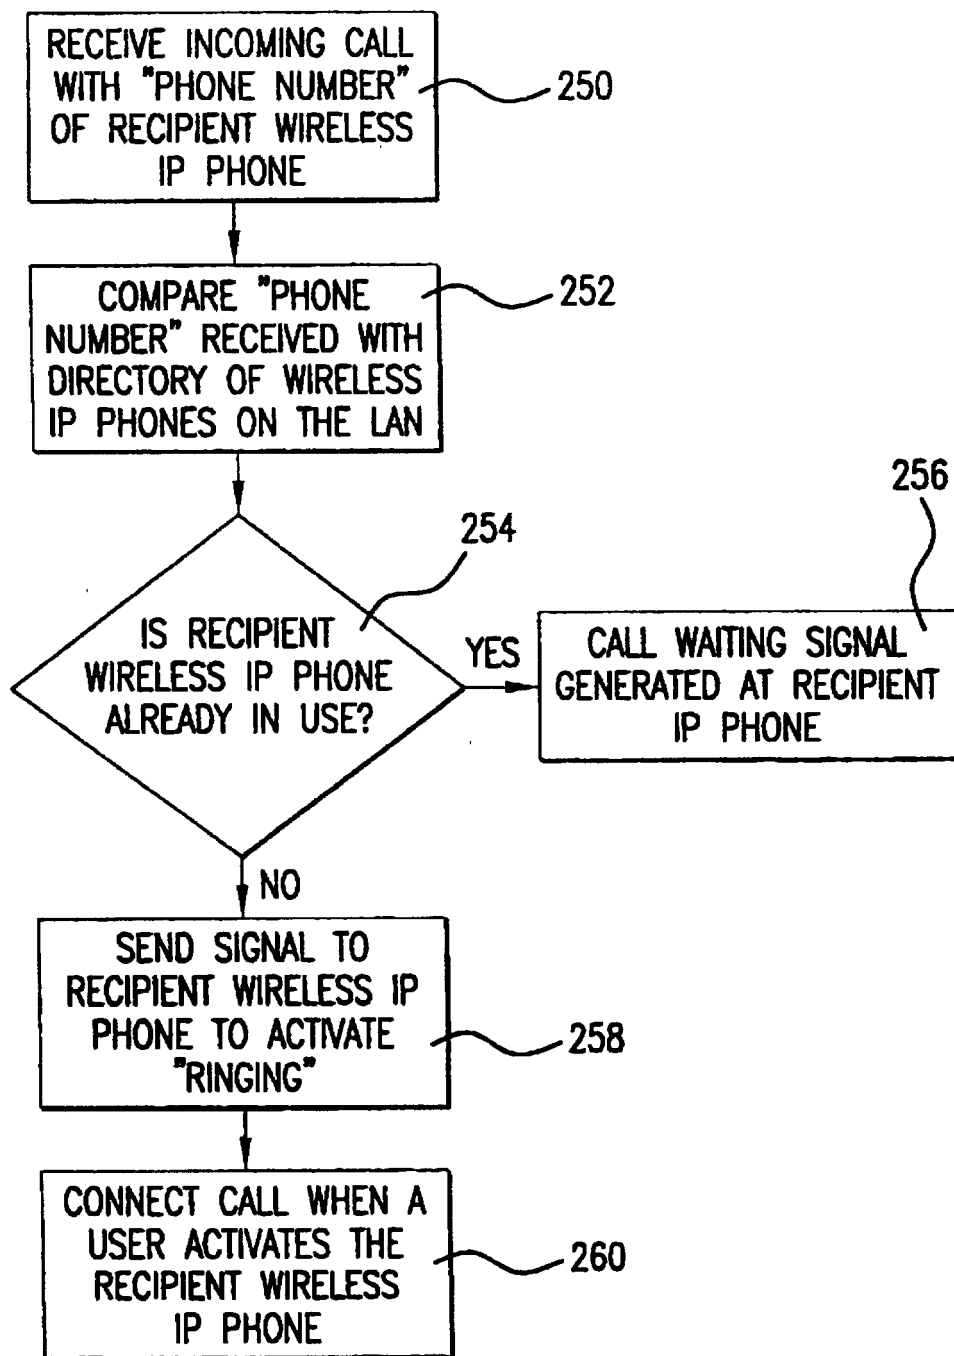 RECEIVE INCOMING CALL
WITH "PHONE NUMBER"
OF RECIPIENT WIRELESS
IP PHONE
250
COMPARE "PHONE
NUMBER" RECEIVED WITH
DIRECTORY OF WIRELESS
IP PHONES ON THE LAN
252
254
IS RECIPIENT
WIRELESS IP PHONE
ALREADY IN USE?
YES
256
CALL WAITING SIGNAL
GENERATED AT RECIPIENT
IP PHONE
NO
SEND SIGNAL TO
RECIPIENT WIRELESS IP
PHONE TO ACTIVATE
"RINGING"
258
CONNECT CALL WHEN A
USER ACTIVATES THE
RECIPIENT WIRELESS
IP PHONE
260